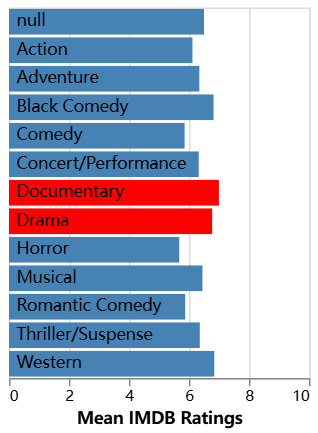 null
Action
Adventure
Black Comedy
Comedy
Concert/Performance
Documentary
Drama
Horror
Musical
Romantic Comedy
Thriller/Suspense
Western
0 2 4 6 8 10
Mean IMDB Ratings